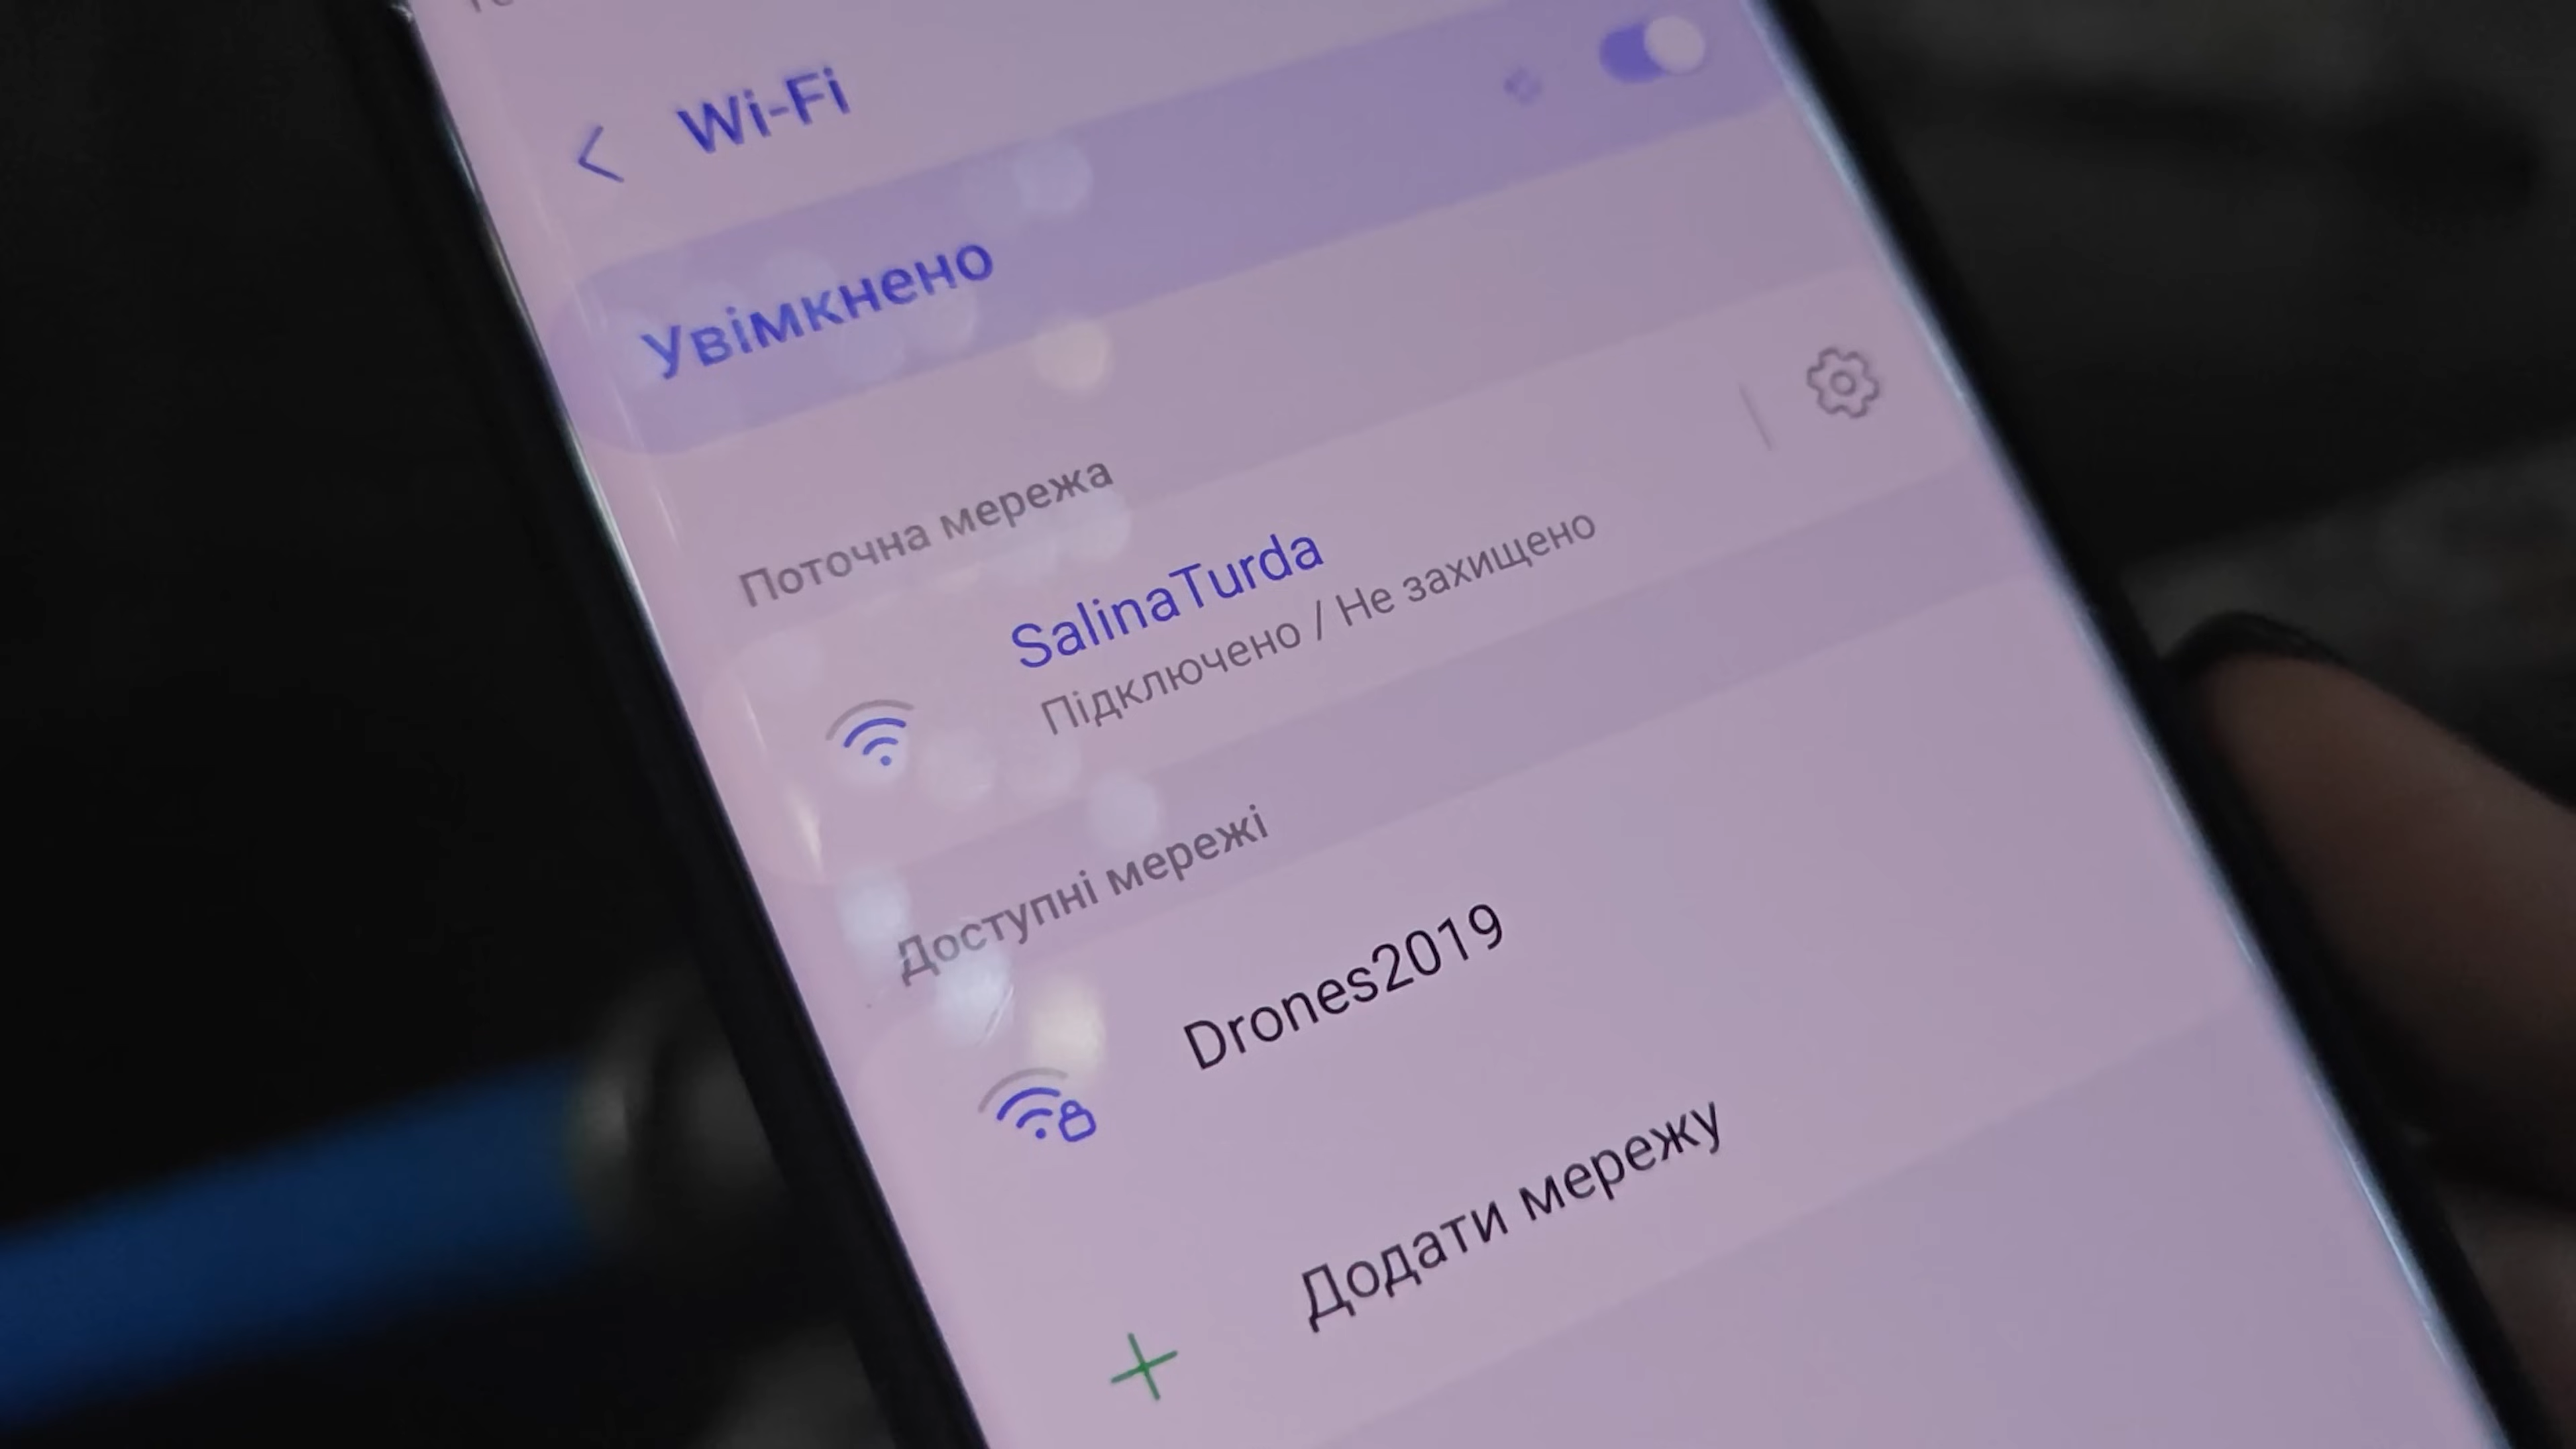 Wi-Fi
Увімкнено
Поточна мережа
SalinaTurda
Підключено / Не захищено
Доступні мережі
Drones2019
Додати мережу